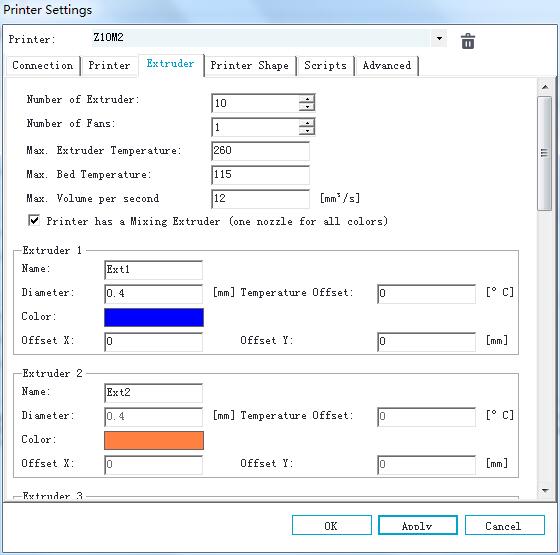 Printer Settings
Printer: Z10M2
Connection Printer Extruder Printer Shape Scripts Advanced
Number of Extruder: 10
Number of Fans: 1
Max. Extruder Temperature: 260
Max. Bed Temperature: 115
Max. Volume per second 12 [mm³/s]
Printer has a Mixing Extruder (one nozzle for all colors)
Extruder 1
Name: Ext1
Diameter: 0.4 [mm] Temperature Offset: 0 [° C]
Color:
Offset X: 0 Offset Y: 0 [mm]
Extruder 2
Name: Ext2
Diameter: 0.4 [mm] Temperature Offset: 0 [° C]
Color:
Offset X: 0 Offset Y: 0 [mm]
Extruder 3
OK Apply Cancel